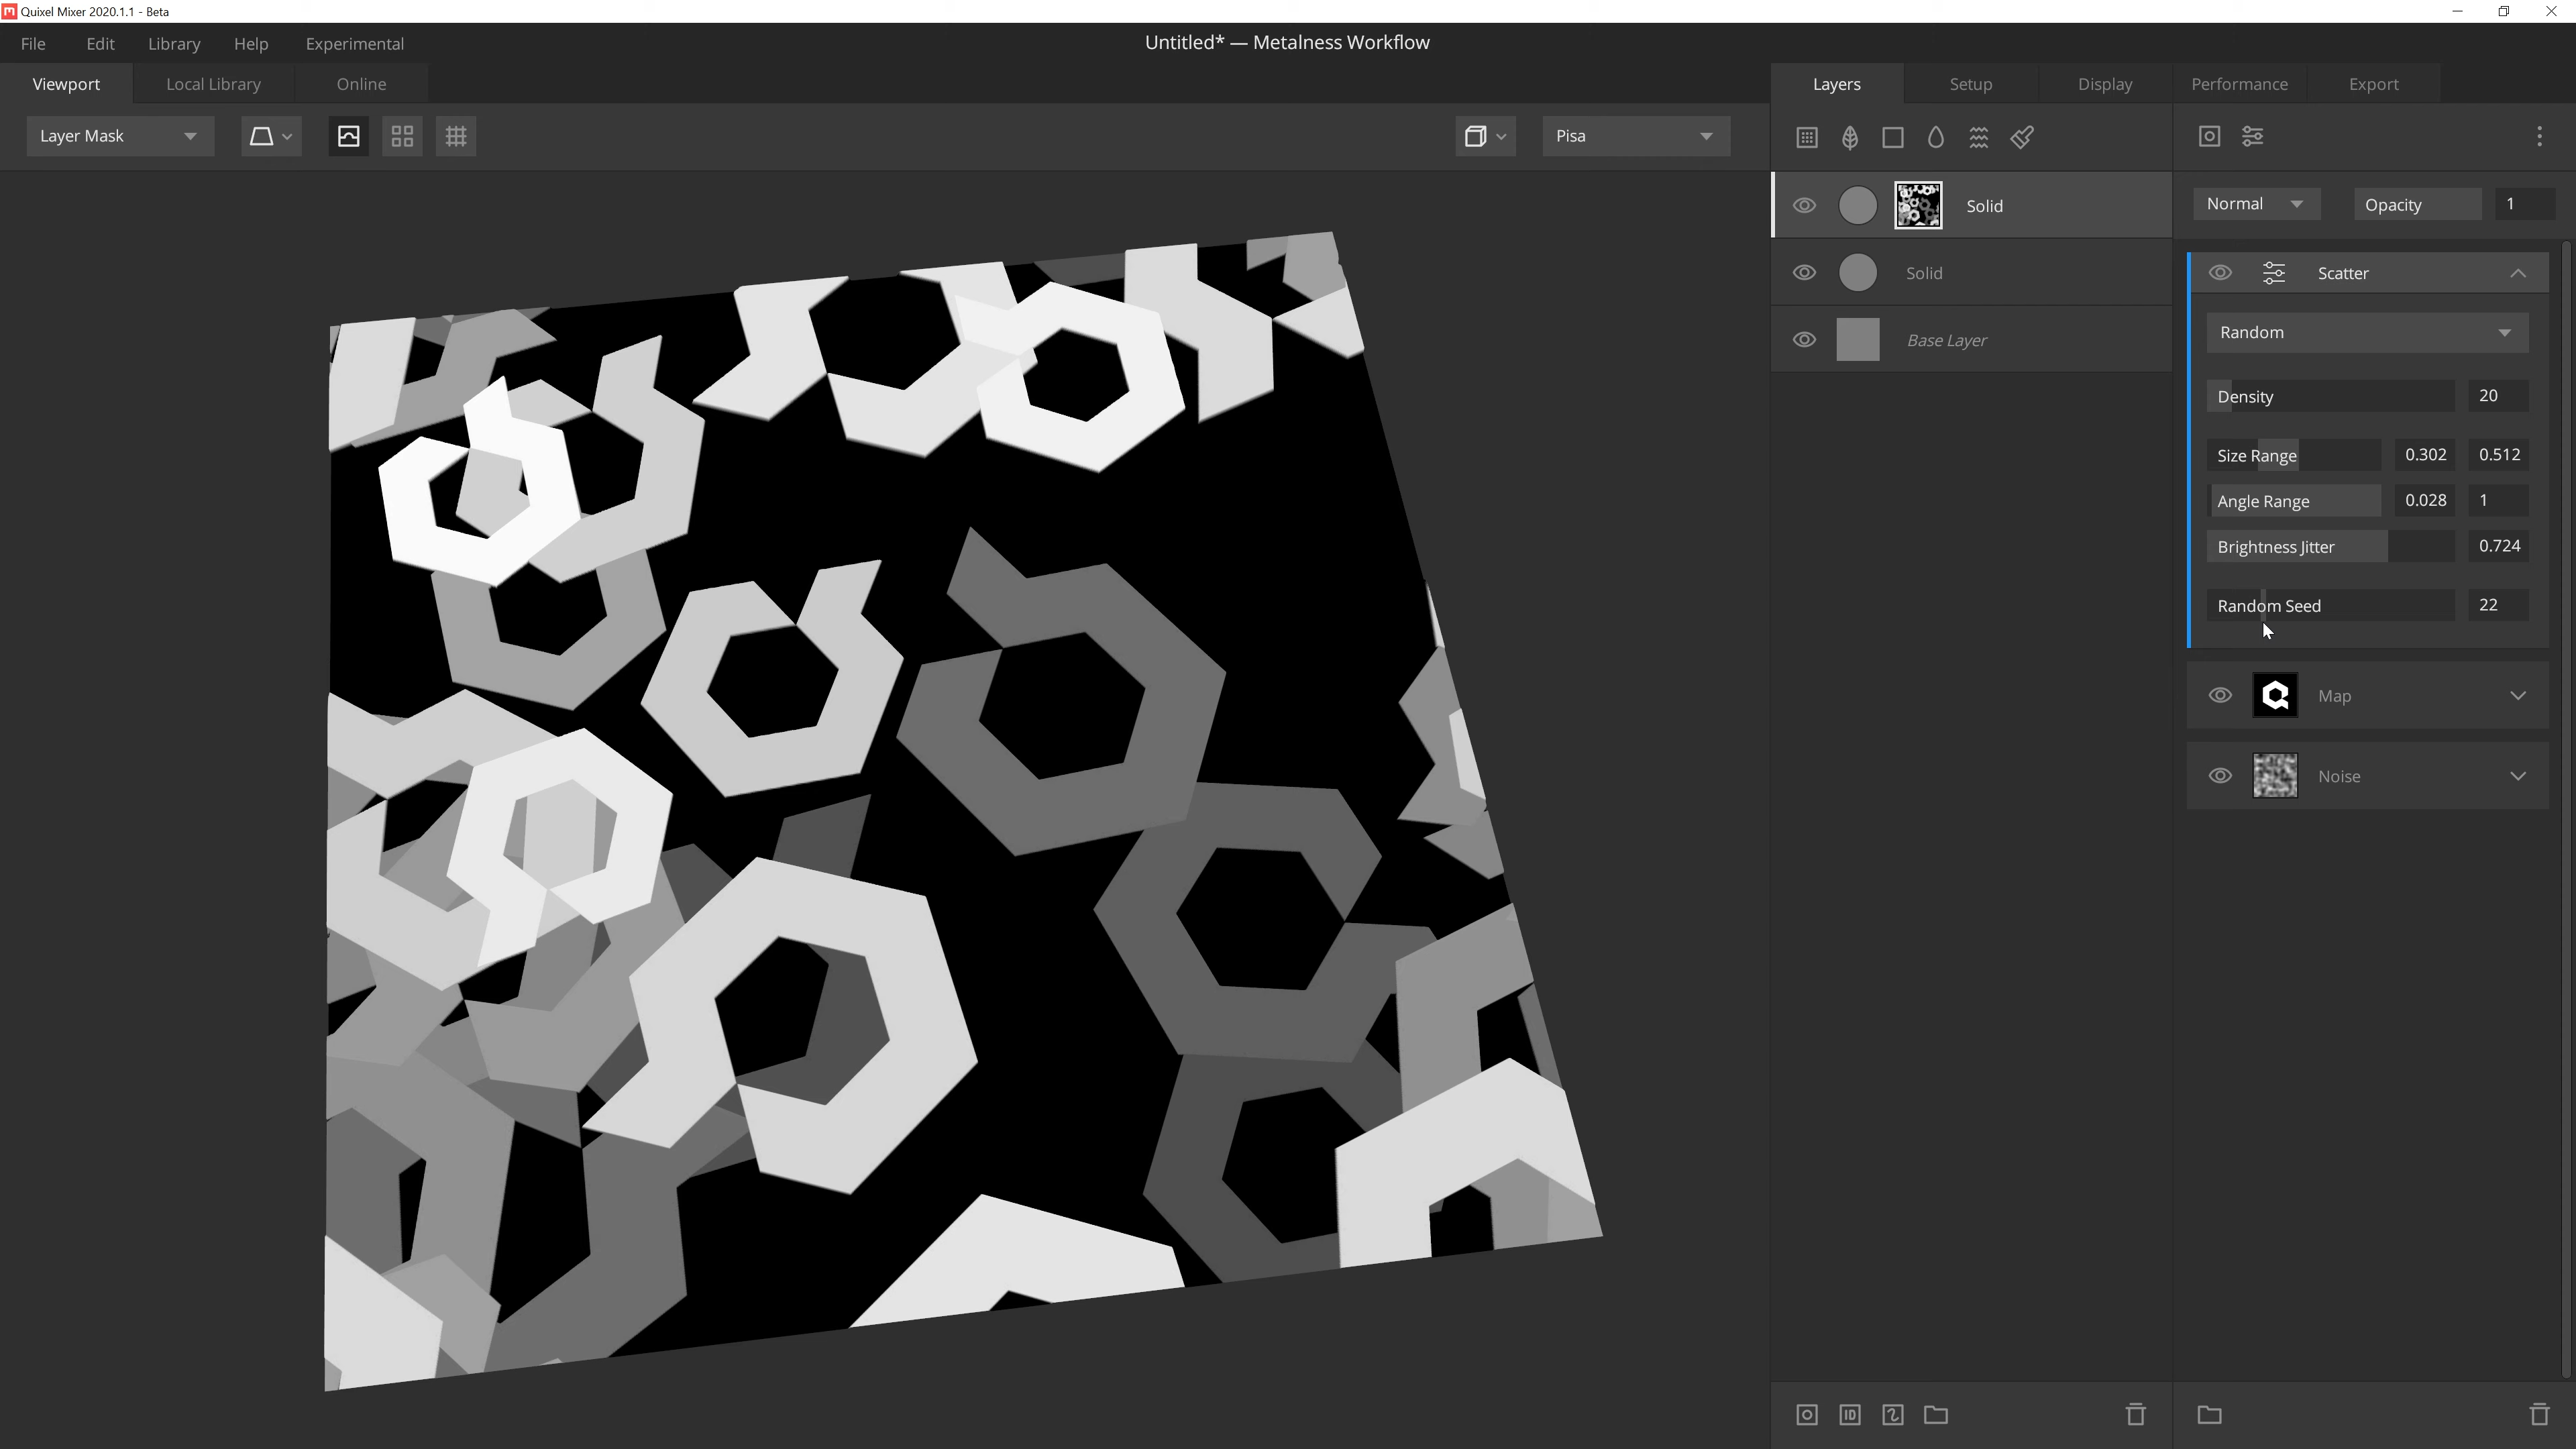 Quixel Mixer 2020.1.1 - Beta
File Edit Library Help Experimental
Untitled* — Metalness Workflow
Viewport Local Library Online
Layers Setup Display Performance Export
Layer Mask
Pisa
Normal
Opacity 1
Solid
Solid
Base Layer
Scatter
Random
Density 20
Size Range 0.302 0.512
Angle Range 0.028 1
Brightness Jitter 0.724
Random Seed 22
Map
Noise
ID